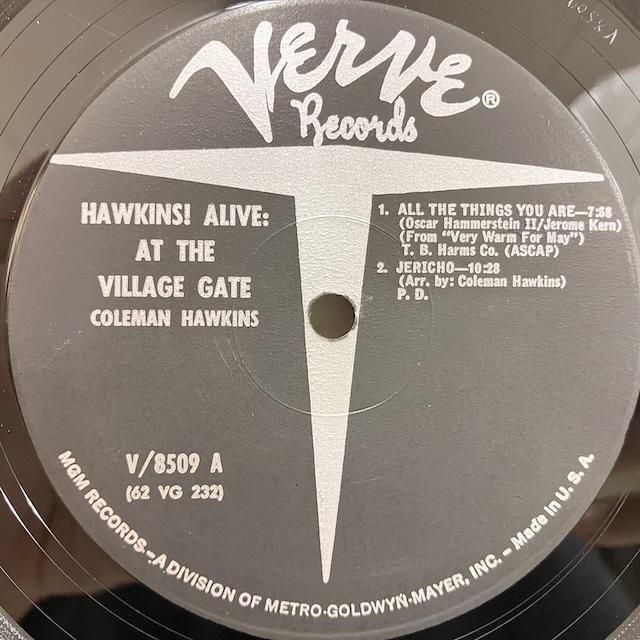 VERVE®
Records
HAWKINS! ALIVE:
AT THE
VILLAGE GATE
COLEMAN HAWKINS
1. ALL THE THINGS YOU ARE—7:58
(Oscar Hammerstein II/Jerome Kern)
(From "Very Warm For May")
T. B. Harms Co. (ASCAP)
2. JERICHO—10:28
(Arr. by: Coleman Hawkins)
P. D.
V/8509 A
(62 VG 232)
MGM RECORDS–A DIVISION OF METRO-GOLDWYN-MAYER, INC. – Made in U. S. A.